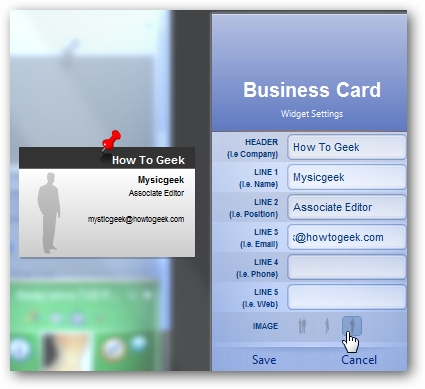 How To Geek
Mysicgeek
Associate Editor
mysticgeek@howtogeek.com
Business Card
Widget Settings
HEADER
(i.e Company)
How To Geek
LINE 1
(i.e. Name)
Mysicgeek
LINE 2
(i.e. Position)
Associate Editor
LINE 3
(i.e. Email)
@howtogeek.com
LINE 4
(i.e. Phone)
LINE 5
(i.e. Web)
IMAGE
Save
Cancel